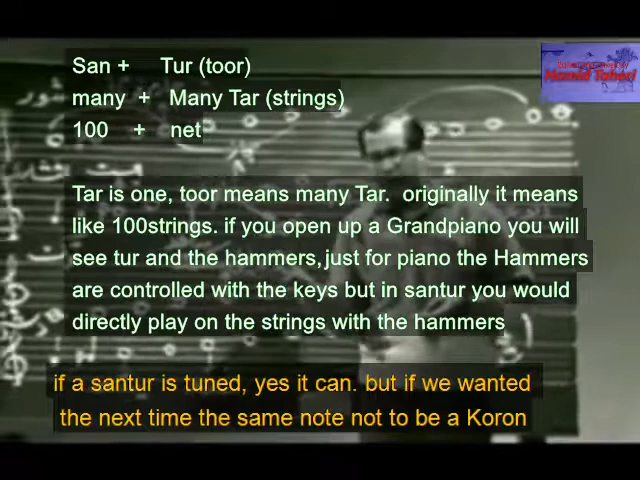 San + Tur (toor)
many + Many Tar (strings)
100 + net
Hamid Taheri
Tar is one, toor means many Tar. originally it means
like 100strings. if you open up a Grandpiano you will
see tur and the hammers,just for piano the Hammers
are controlled with the keys but in santur you would
directly play on the strings with the hammers
if a santur is tuned, yes it can. but if we wanted
the next time the same note not to be a Koron